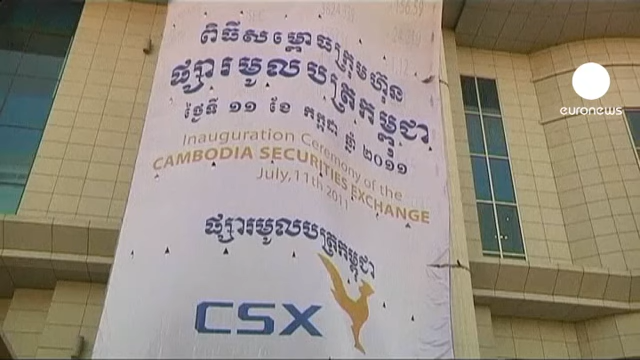 ពិធីសម្ពោធក្រុមហ៊ុន
ផ្សារមូលបត្រកម្ពុជា
ថ្ងៃទី ១១ ខែ កក្កដា ឆ្នាំ ២០១១
Inauguration Ceremony of the
CAMBODIA SECURITIES EXCHANGE
July, 11th 2011
ផ្សារមូលបត្រកម្ពុជា
CSX
euronews